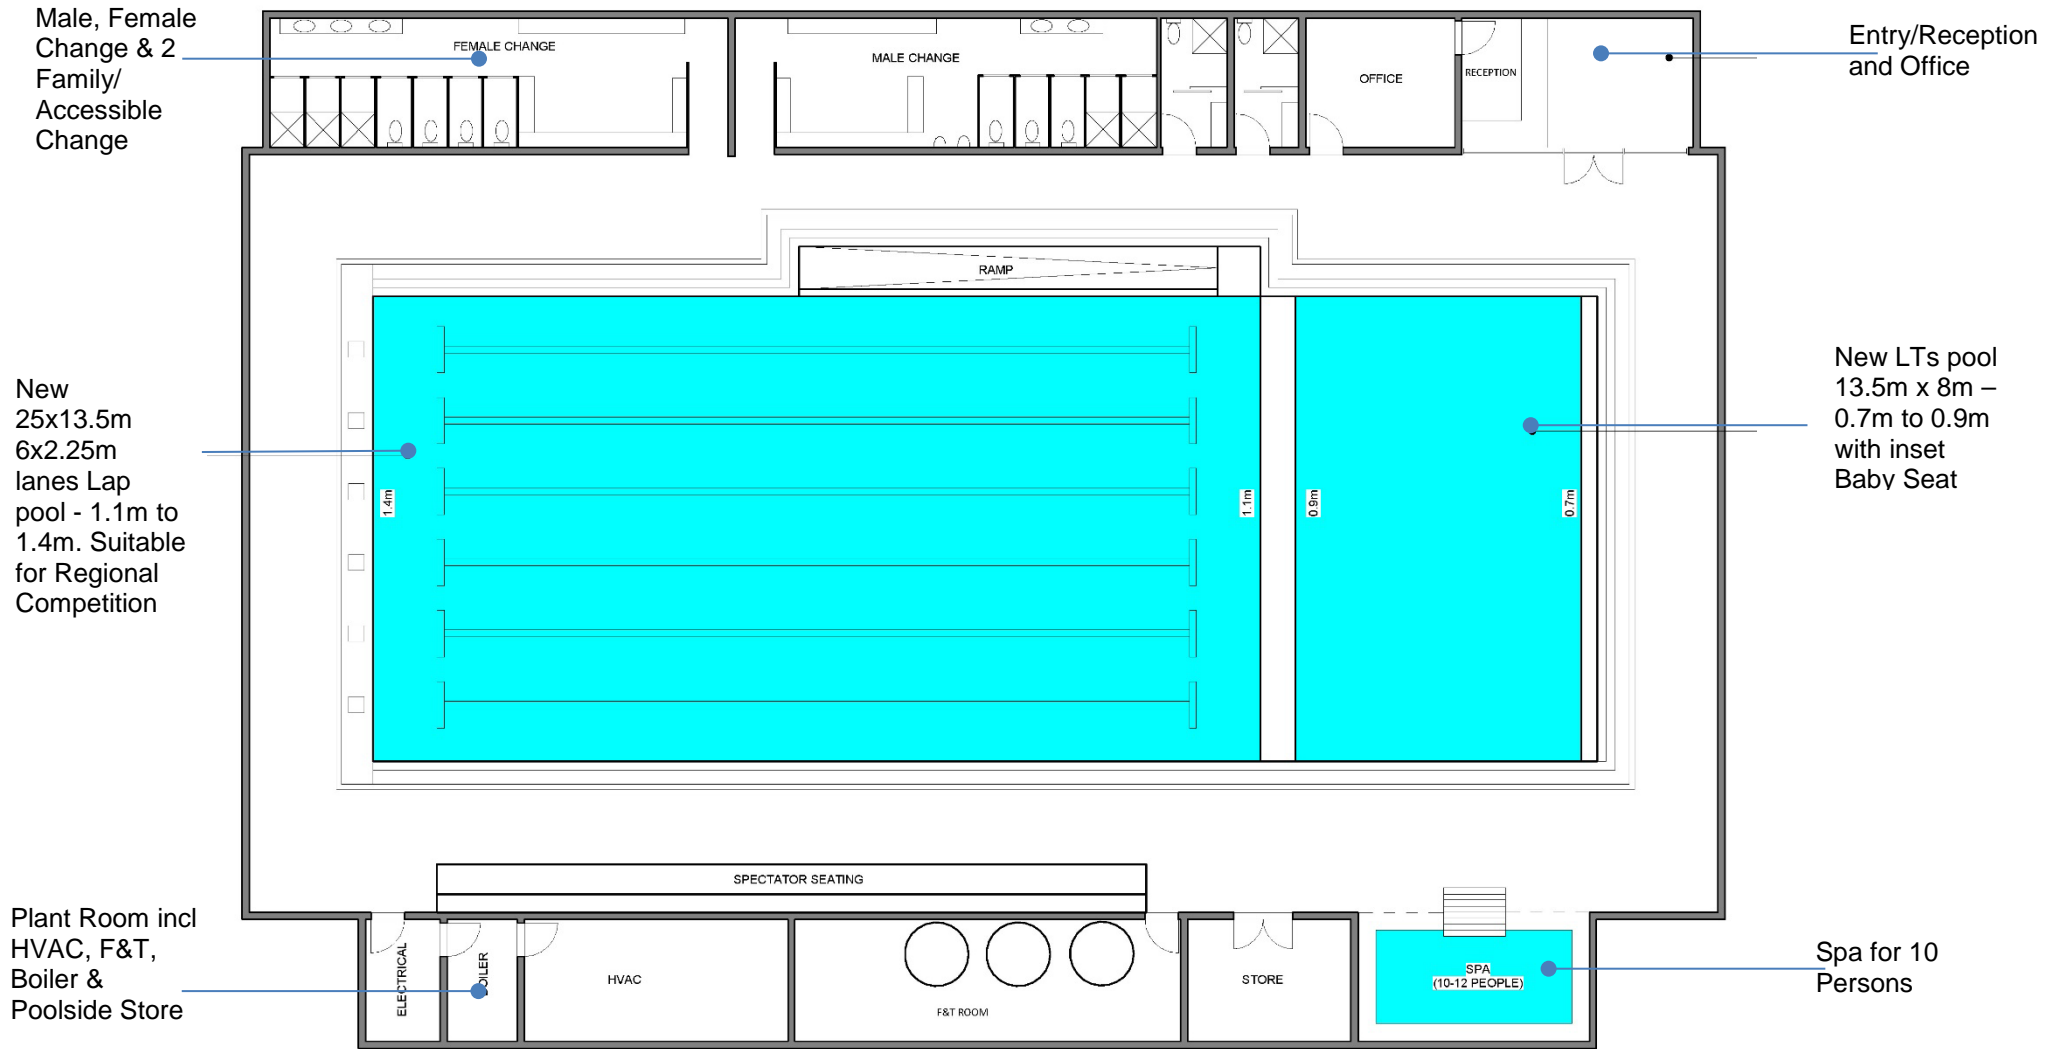 Male, Female
Change & 2
Family/
Accessible
Change
FEMALE CHANGE
MALE CHANGE
OFFICE
RECEPTION
Entry/Reception
and Office
RAMP
New
25x13.5m
6x2.25m
lanes Lap
pool - 1.1m to
1.4m. Suitable
for Regional
Competition
1.4m
1.1m
0.9m
0.7m
New LTs pool
13.5m x 8m –
0.7m to 0.9m
with inset
Baby Seat
SPECTATOR SEATING
Plant Room incl
HVAC, F&T,
Boiler &
Poolside Store
ELECTRICAL
BOILER
HVAC
F&T ROOM
STORE
SPA
(10-12 PEOPLE)
Spa for 10
Persons